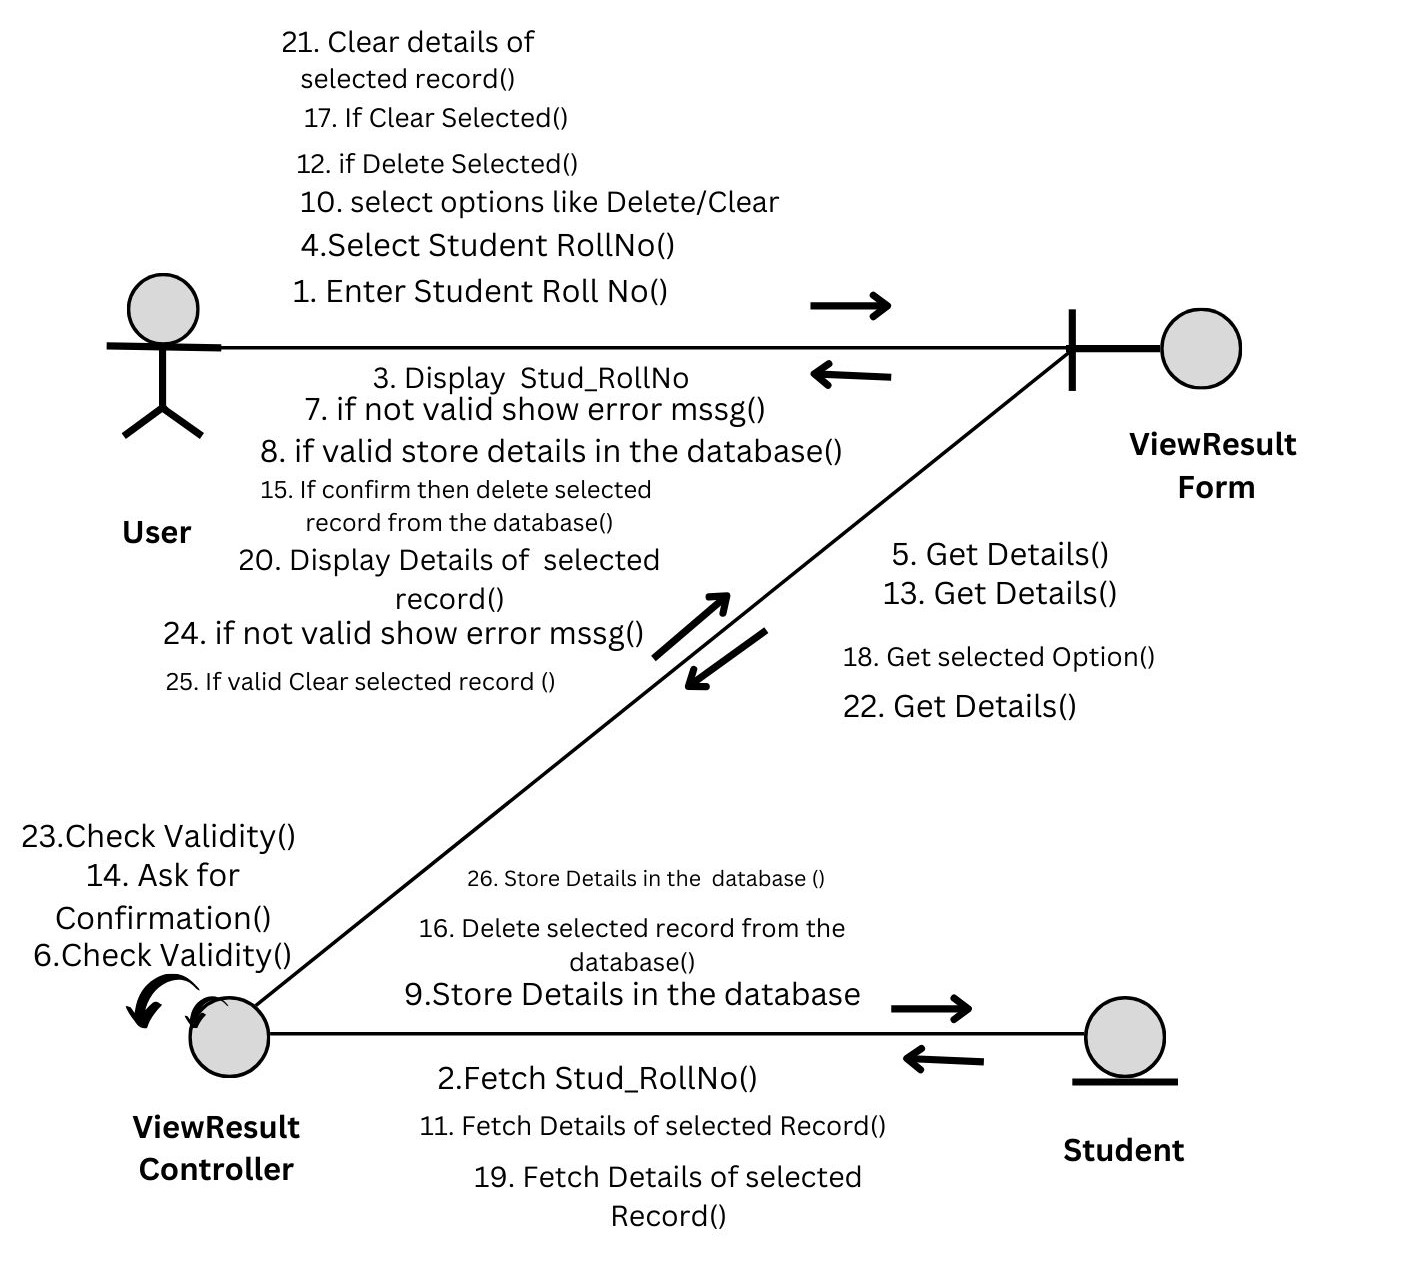 21. Clear details of
selected record()
17. If Clear Selected()
12. if Delete Selected()
10. select options like Delete/Clear
4.Select Student RollNo()
1. Enter Student Roll No()
3. Display  Stud_RollNo
7. if not valid show error mssg()
8. if valid store details in the database()
15. If confirm then delete selected
record from the database()
20. Display Details of  selected
record()
24. if not valid show error mssg()
25. If valid Clear selected record ()
User
ViewResult
Form
5. Get Details()
13. Get Details()
18. Get selected Option()
22. Get Details()
23.Check Validity()
14. Ask for
Confirmation()
6.Check Validity()
26. Store Details in the  database ()
16. Delete selected record from the
database()
9.Store Details in the database
2.Fetch Stud_RollNo()
11. Fetch Details of selected Record()
19. Fetch Details of selected
Record()
ViewResult
Controller
Student